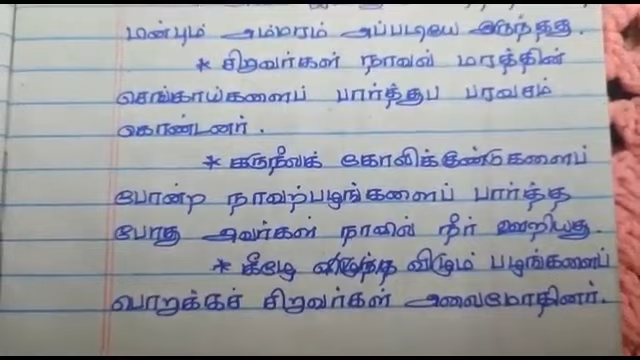 மன்பும் அம்மரம் அப்படியே இருந்தது.
* சிறுவர்கள் நாவல் மரத்தின்
செங்காய்களைப் பார்த்துப் பரவசம்
கொண்டனர்.
* கருநீலக் கோலிக்குண்டுகளைப்
போன்ற நாவற்பழங்களைப் பார்த்த
போது அவர்கள் நாவில் நீர் ஊறியது.
* கீழே விழுந்த விழும் பழங்களைப்
பொறுக்கச் சிறுவர்கள் அலைமோதினர்.